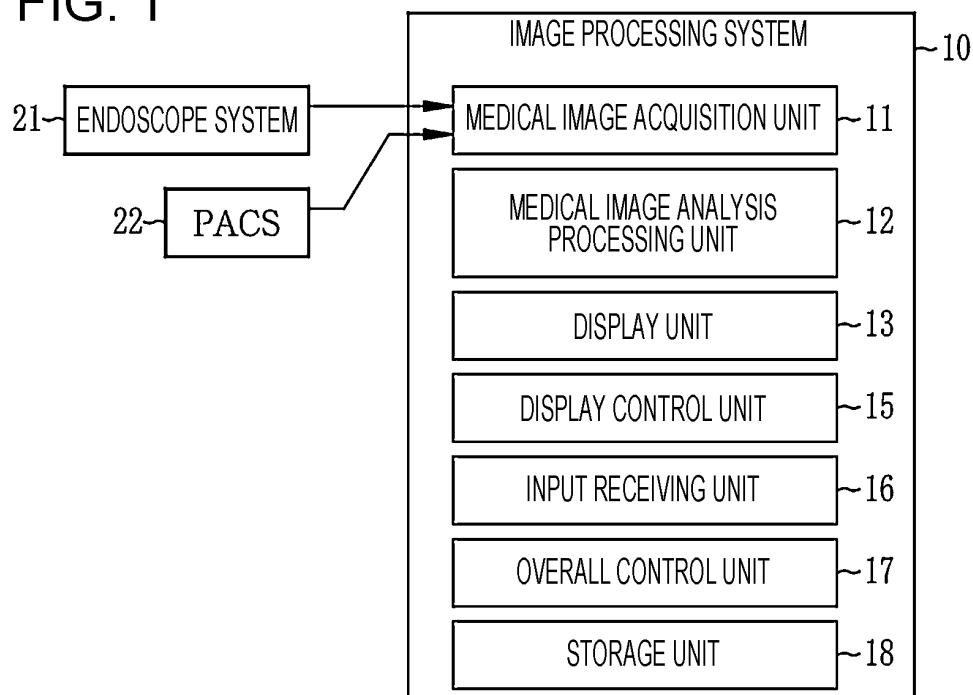 FIG. 1
IMAGE PROCESSING SYSTEM
10
21 ENDOSCOPE SYSTEM
MEDICAL IMAGE ACQUISITION UNIT 11
22 PACS
MEDICAL IMAGE ANALYSIS
PROCESSING UNIT
12
DISPLAY UNIT 13
DISPLAY CONTROL UNIT 15
INPUT RECEIVING UNIT 16
OVERALL CONTROL UNIT 17
STORAGE UNIT 18